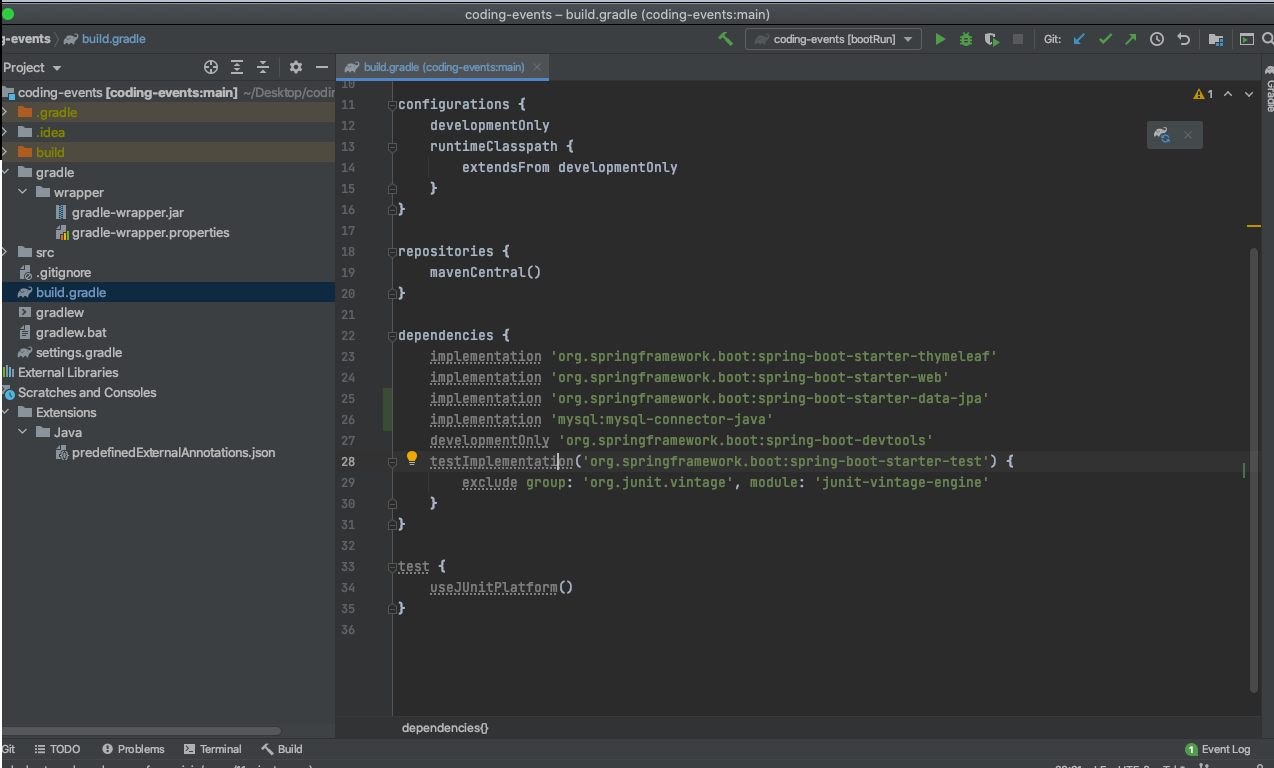 coding-events – build.gradle (coding-events:main)
g-events build.gradle
coding-events [bootRun]
Git:
Project
build.gradle (coding-events:main)
Gradle
coding-events [coding-events:main] ~/Desktop/codin
.gradle
.idea
build
gradle
wrapper
gradle-wrapper.jar
gradle-wrapper.properties
src
.gitignore
build.gradle
gradlew
gradlew.bat
settings.gradle
External Libraries
Scratches and Consoles
Extensions
Java
predefinedExternalAnnotations.json
1
10
11 configurations {
12 developmentOnly
13 runtimeClasspath {
14 extendsFrom developmentOnly
15 }
16 }
17
18 repositories {
19 mavenCentral()
20 }
21
22 dependencies {
23 implementation 'org.springframework.boot:spring-boot-starter-thymeleaf'
24 implementation 'org.springframework.boot:spring-boot-starter-web'
25 implementation 'org.springframework.boot:spring-boot-starter-data-jpa'
26 implementation 'mysql:mysql-connector-java'
27 developmentOnly 'org.springframework.boot:spring-boot-devtools'
28 testImplementation('org.springframework.boot:spring-boot-starter-test') {
29 exclude group: 'org.junit.vintage', module: 'junit-vintage-engine'
30 }
31 }
32
33 test {
34 useJUnitPlatform()
35 }
36
dependencies{}
Git TODO Problems Terminal Build
1 Event Log